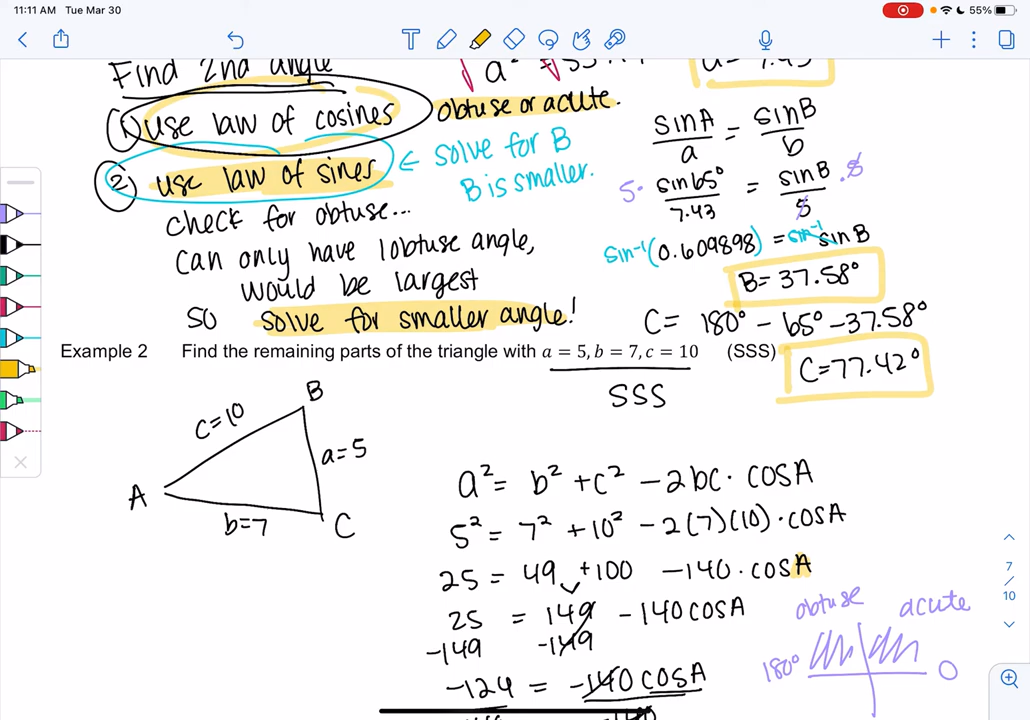 11:11 AM Tue Mar 30
55%
Find 2nd angle
① use law of cosines
obtuse or acute.
② use law of sines ← solve for B
B is smaller.
check for obtuse...
can only have 1 obtuse angle,
would be largest
so solve for smaller angle!
sinA/a = sinB/b
5· sin65°/7.43 = sinB/5 ·5
sin⁻¹(0.609898) = sin⁻¹ sinB
B = 37.58°
C = 180° - 65° - 37.58°
C = 77.42°
Example 2 Find the remaining parts of the triangle with a = 5, b = 7, c = 10 (SSS)
SSS
B
c=10
a=5
A
b=7
C
a² = b² + c² - 2bc · cosA
5² = 7² + 10² - 2(7)(10) · cosA
25 = 49 + 100 - 140 · cosA
25 = 149 - 140 cosA
-149 -149
-124 = -140 cosA
obtuse acute
180° 0
7
/
10